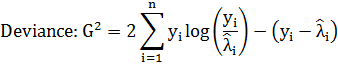 Deviance: G² = 2 ∑ᵢ₌₁ⁿ yᵢ log(yᵢ / λ̂ᵢ) − (yᵢ − λ̂ᵢ)